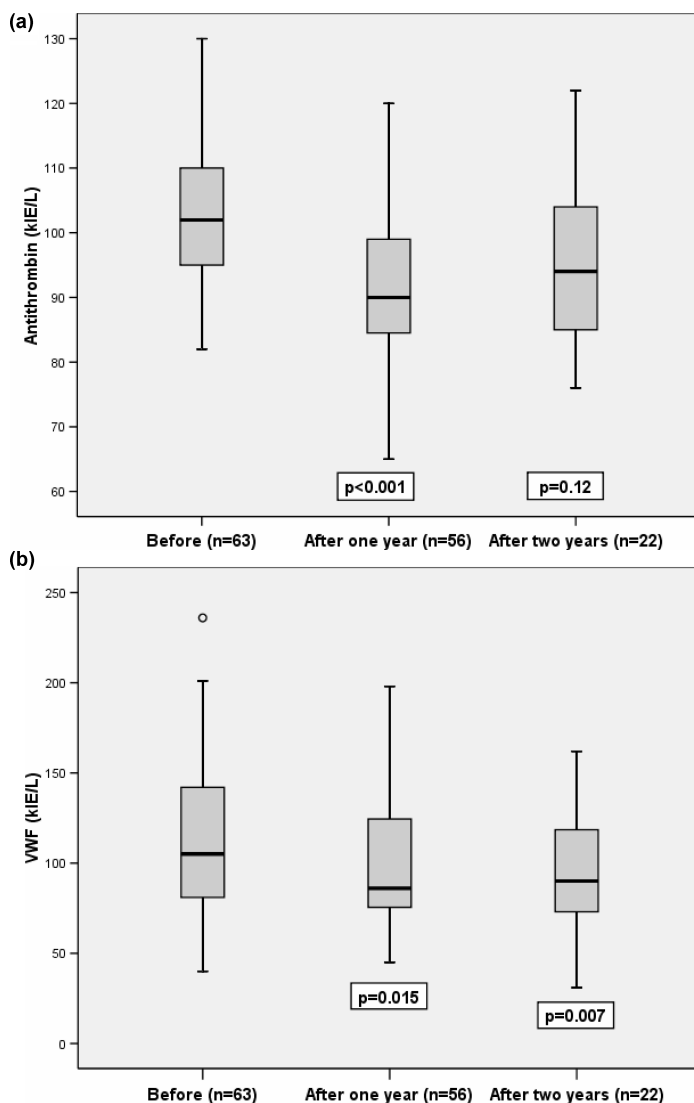 (a)
Antithrombin (kIE/L)
130
120
110
100
90
80
70
60
p<0.001
p=0.12
Before (n=63) After one year (n=56) After two years (n=22)
(b)
VWF (kIE/L)
250
200
150
100
50
0
p=0.015
p=0.007
Before (n=63) After one year (n=56) After two years (n=22)